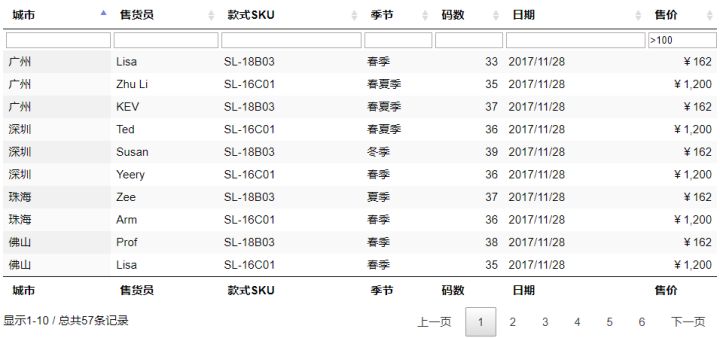 城市 售货员 款式SKU 季节 码数 日期 售价
>100
广州 Lisa SL-18B03 春季 33 2017/11/28 ¥ 162
广州 Zhu Li SL-16C01 春夏季 35 2017/11/28 ¥ 1,200
广州 KEV SL-18B03 春夏季 37 2017/11/28 ¥ 162
深圳 Ted SL-16C01 春夏季 36 2017/11/28 ¥ 1,200
深圳 Susan SL-18B03 冬季 39 2017/11/28 ¥ 162
深圳 Yeery SL-16C01 春季 36 2017/11/28 ¥ 1,200
珠海 Zee SL-18B03 夏季 37 2017/11/28 ¥ 162
珠海 Arm SL-16C01 春季 36 2017/11/28 ¥ 1,200
佛山 Prof SL-18B03 春季 38 2017/11/28 ¥ 162
佛山 Lisa SL-16C01 春季 35 2017/11/28 ¥ 1,200
城市 售货员 款式SKU 季节 码数 日期 售价
显示1-10 / 总共57条记录 上一页 1 2 3 4 5 6 下一页